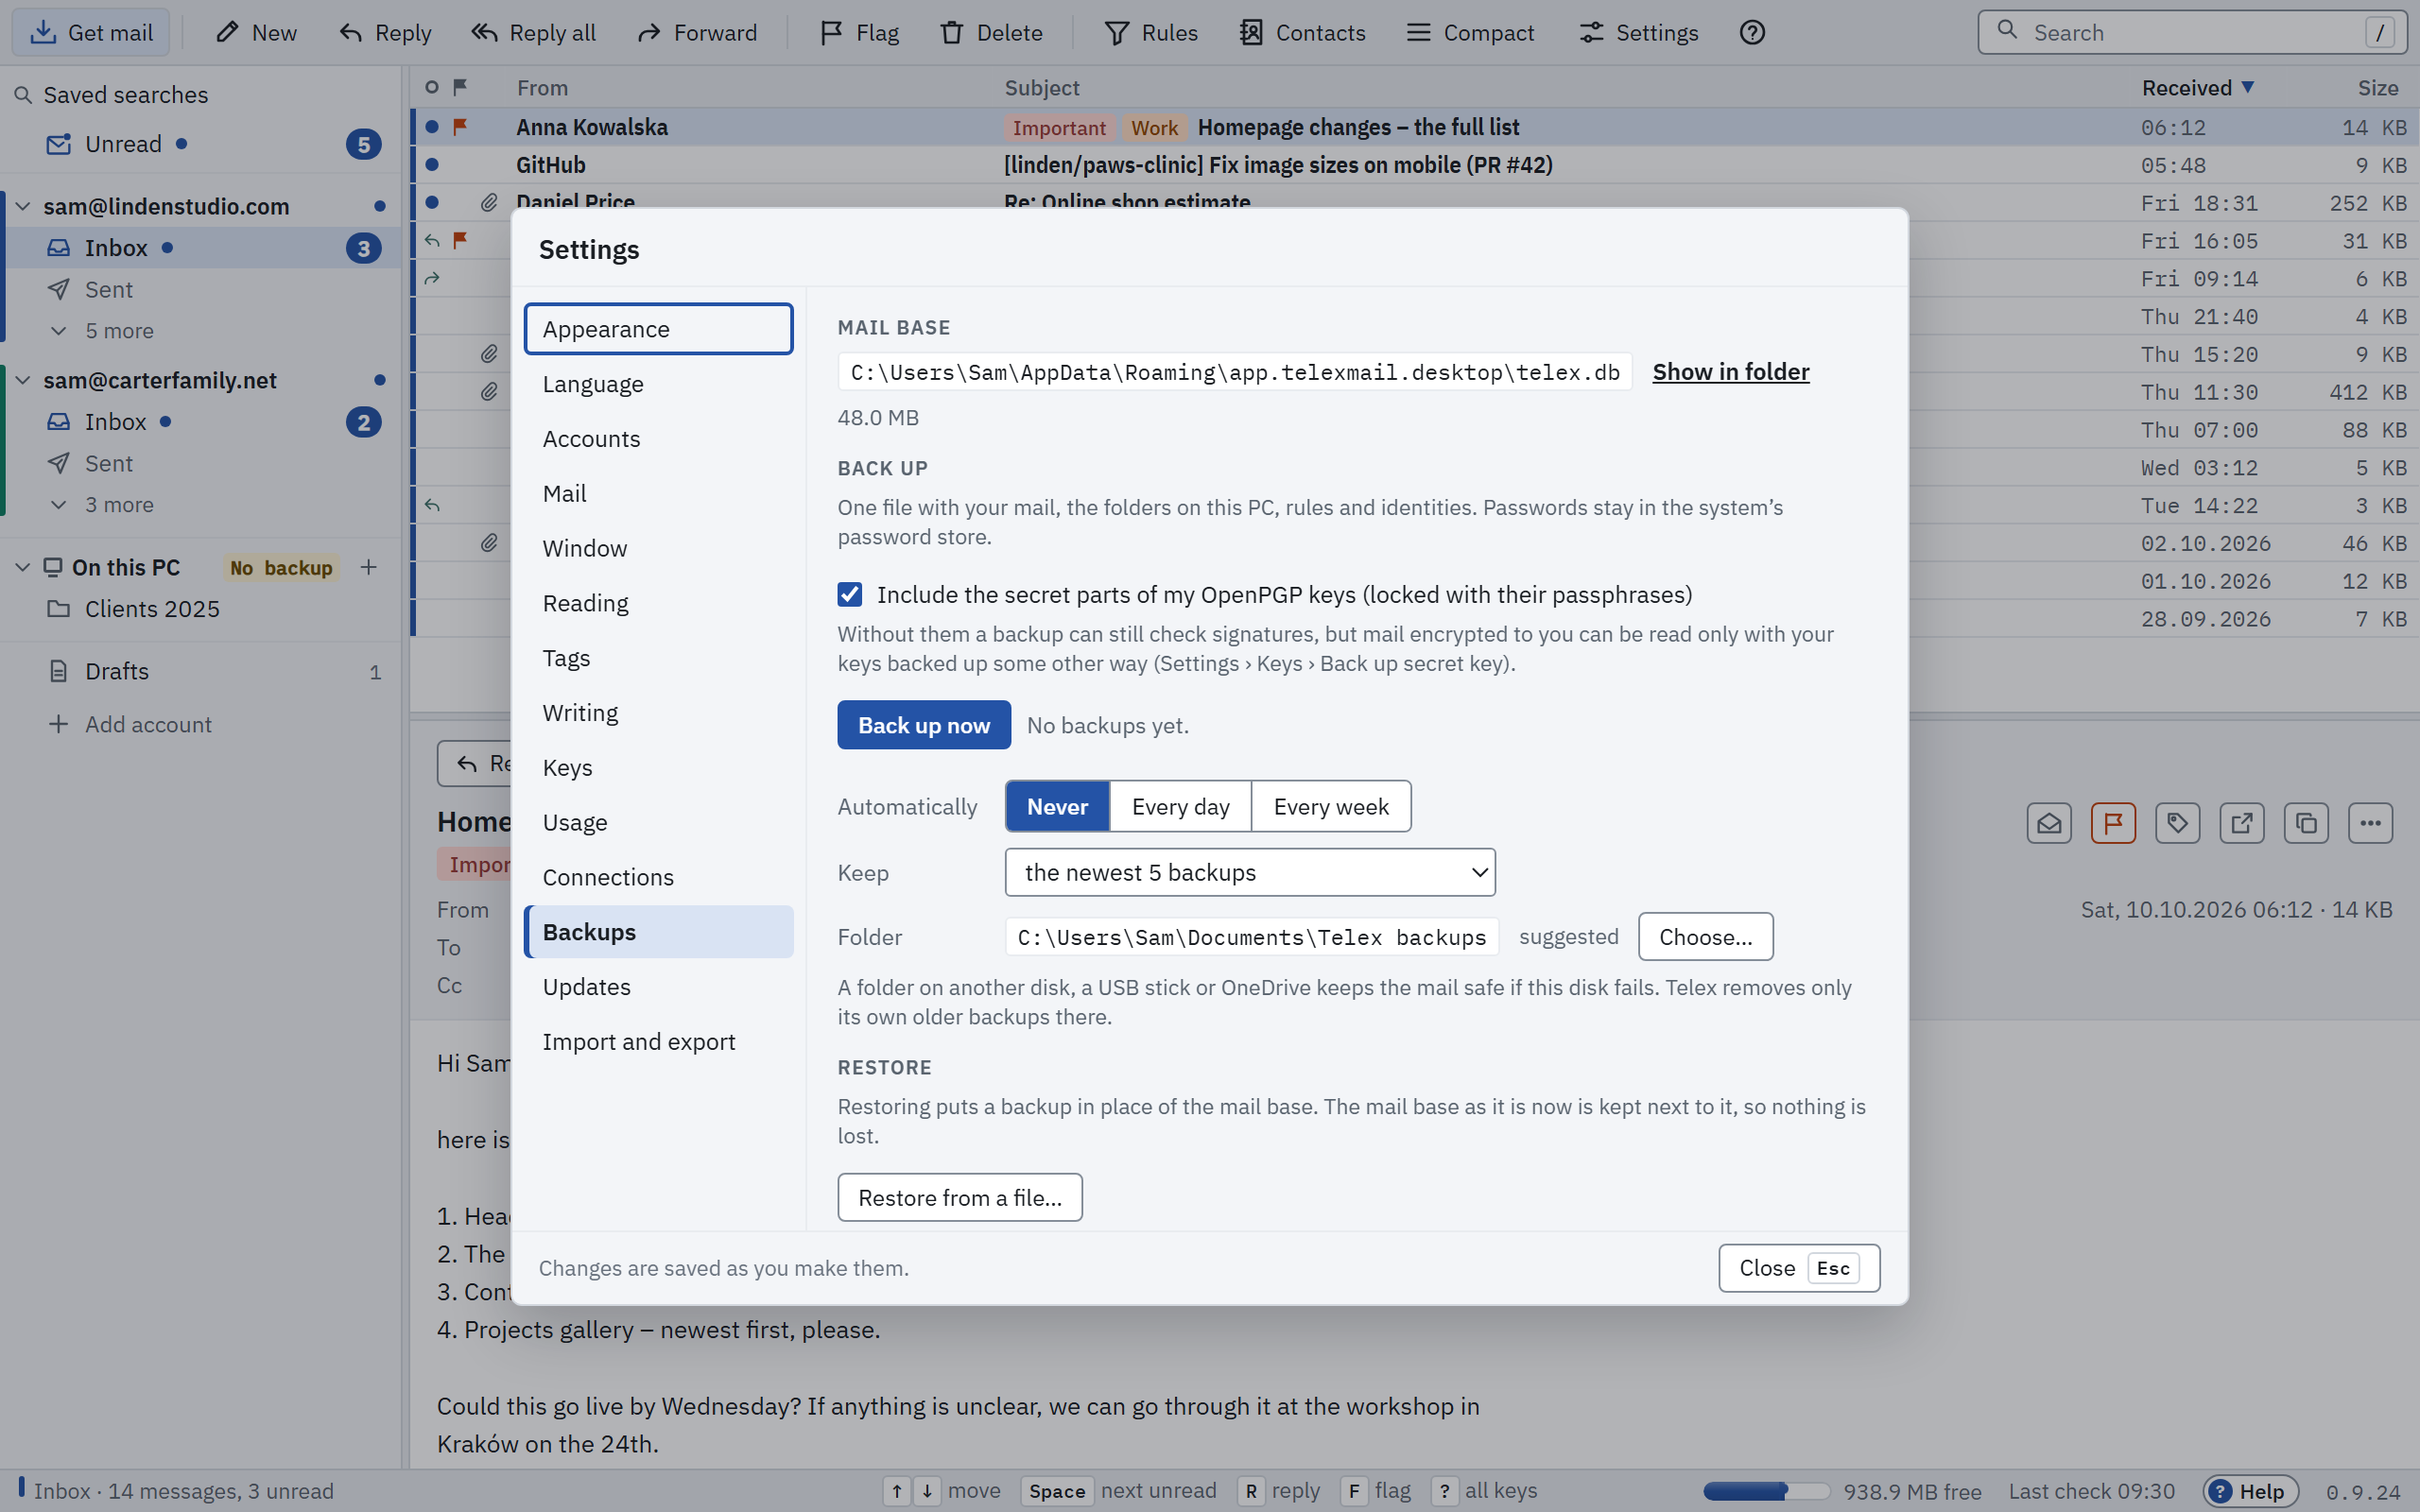 Get mail New Reply Reply all Forward Flag Delete Rules Contacts Compact Settings Search /
Saved searches
Unread 5
sam@lindenstudio.com
Inbox 3
Sent
5 more
sam@carterfamily.net
Inbox 2
Sent
3 more
On this PC No backup
Clients 2025
Drafts 1
Add account
From Subject Received Size
Anna Kowalska Important Work Homepage changes – the full list 06:12 14 KB
GitHub [linden/paws-clinic] Fix image sizes on mobile (PR #42) 05:48 9 KB
Daniel Price Re: Online shop estimate Fri 18:31 252 KB
Fri 16:05 31 KB
Fri 09:14 6 KB
Thu 21:40 4 KB
Thu 15:20 9 KB
Thu 11:30 412 KB
Thu 07:00 88 KB
Wed 03:12 5 KB
Tue 14:22 3 KB
02.10.2026 46 KB
01.10.2026 12 KB
28.09.2026 7 KB
Settings
Appearance
Language
Accounts
Mail
Window
Reading
Tags
Writing
Keys
Usage
Connections
Backups
Updates
Import and export
MAIL BASE
C:\Users\Sam\AppData\Roaming\app.telexmail.desktop\telex.db Show in folder
48.0 MB
BACK UP
One file with your mail, the folders on this PC, rules and identities. Passwords stay in the system’s
password store.
Include the secret parts of my OpenPGP keys (locked with their passphrases)
Without them a backup can still check signatures, but mail encrypted to you can be read only with your
keys backed up some other way (Settings › Keys › Back up secret key).
Back up now No backups yet.
Automatically Never Every day Every week
Keep the newest 5 backups
Folder C:\Users\Sam\Documents\Telex backups suggested Choose...
A folder on another disk, a USB stick or OneDrive keeps the mail safe if this disk fails. Telex removes only
its own older backups there.
RESTORE
Restoring puts a backup in place of the mail base. The mail base as it is now is kept next to it, so nothing is
lost.
Restore from a file...
Changes are saved as you make them. Close Esc
Re
Home
Impor
From Sat, 10.10.2026 06:12 · 14 KB
To
Cc
Hi Sam
here is
1. Head
2. The
3. Cont
4. Projects gallery – newest first, please.
Could this go live by Wednesday? If anything is unclear, we can go through it at the workshop in
Kraków on the 24th.
Inbox · 14 messages, 3 unread ↑ ↓ move Space next unread R reply F flag ? all keys 938.9 MB free Last check 09:30 ? Help 0.9.24